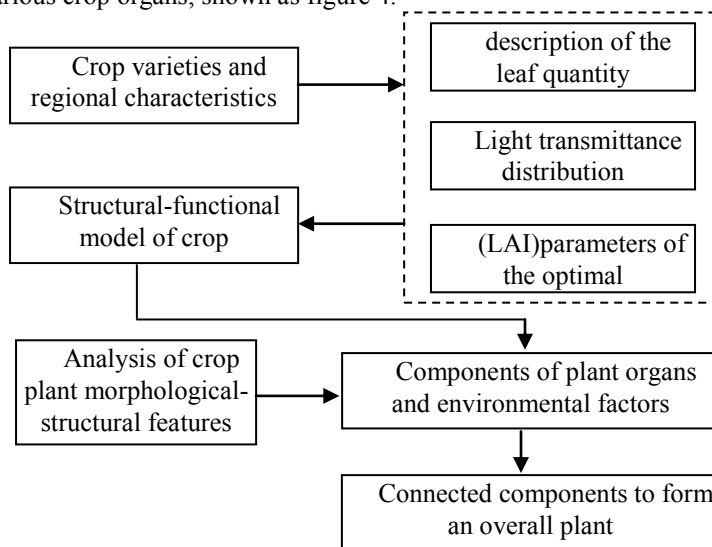 rious crop organs, shown as figure 4.
Crop varieties and
regional characteristics
description of the
leaf quantity
Light transmittance
distribution
(LAI)parameters of
the optimal
Structural-functional
model of crop
Analysis of crop
plant morphological-
structural features
Components of plant organs
and environmental factors
Connected components to form
an overall plant